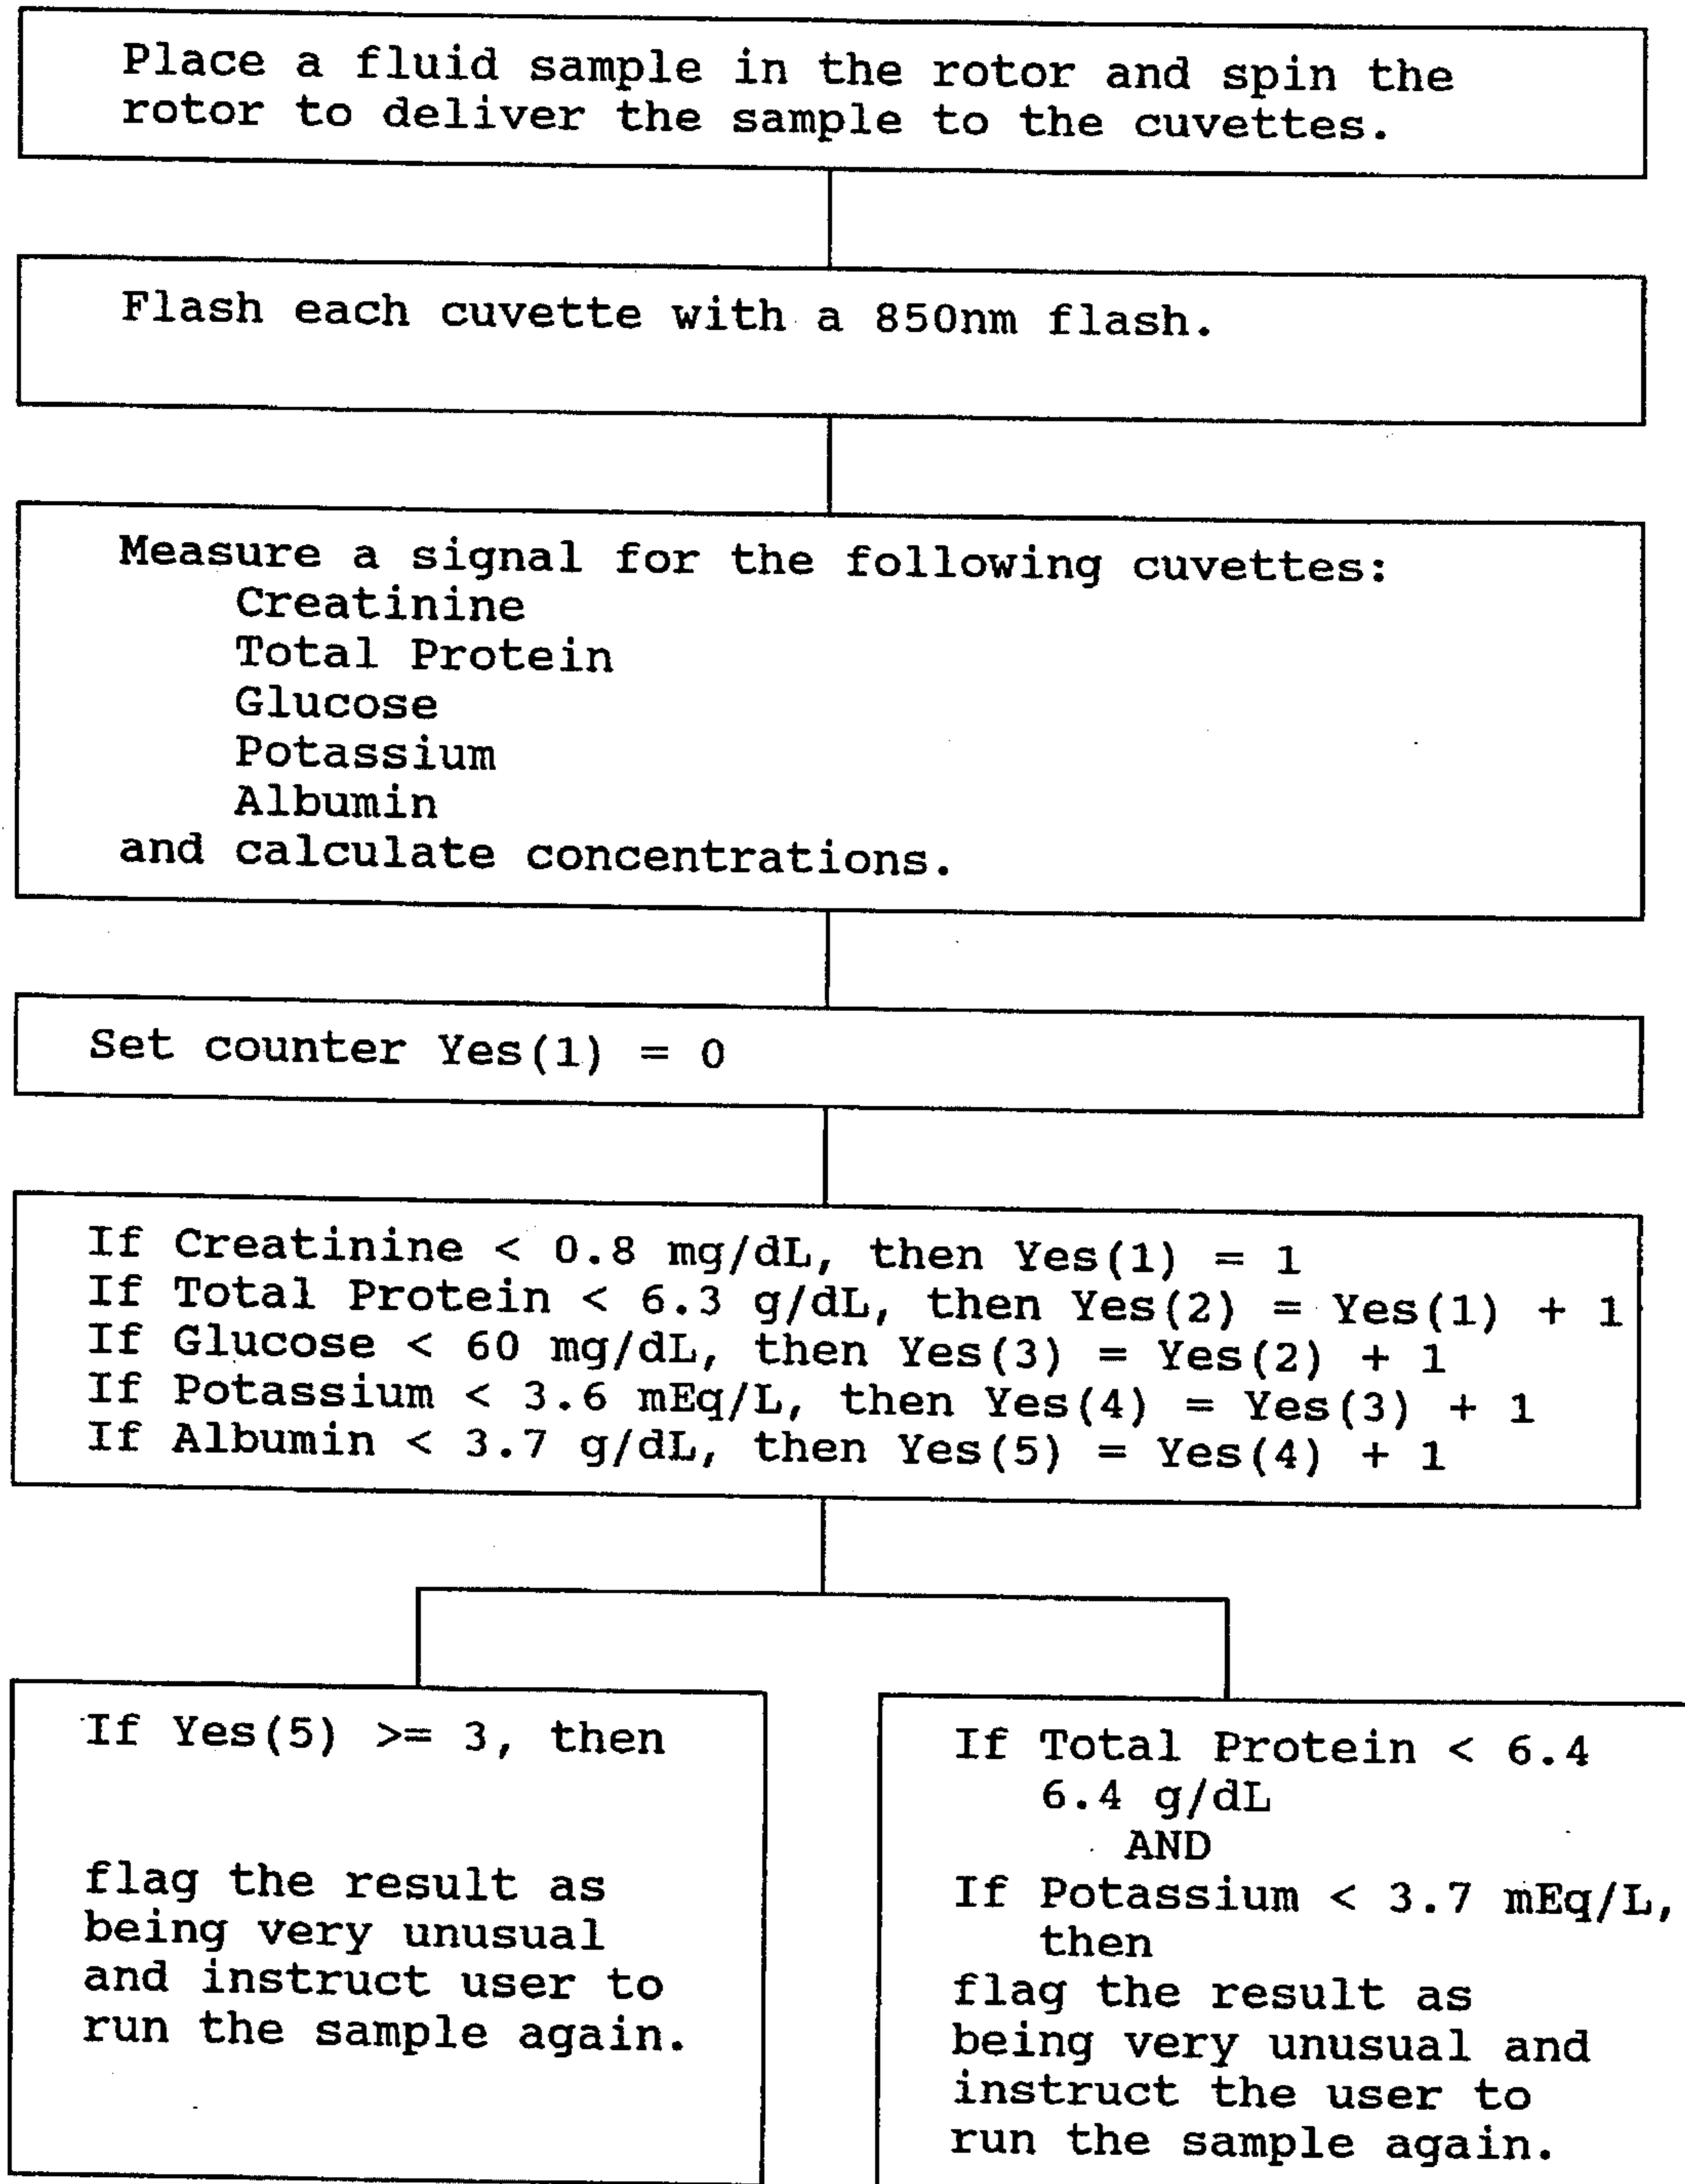 Place a fluid sample in the rotor and spin the
rotor to deliver the sample to the cuvettes.
Flash each cuvette with a 850nm flash.
Measure a signal for the following cuvettes:
Creatinine
Total Protein
Glucose
Potassium
Albumin
and calculate concentrations.
Set counter Yes(1) = 0
If Creatinine < 0.8 mg/dL, then Yes(1) = 1
If Total Protein < 6.3 g/dL, then Yes(2) = Yes(1) + 1
If Glucose < 60 mg/dL, then Yes(3) = Yes(2) + 1
If Potassium < 3.6 mEq/L, then Yes(4) = Yes(3) + 1
If Albumin < 3.7 g/dL, then Yes(5) = Yes(4) + 1
If Yes(5) >= 3, then
flag the result as
being very unusual
and instruct user to
run the sample again.
If Total Protein < 6.4
6.4 g/dL
AND
If Potassium < 3.7 mEq/L,
then
flag the result as
being very unusual and
instruct the user to
run the sample again.